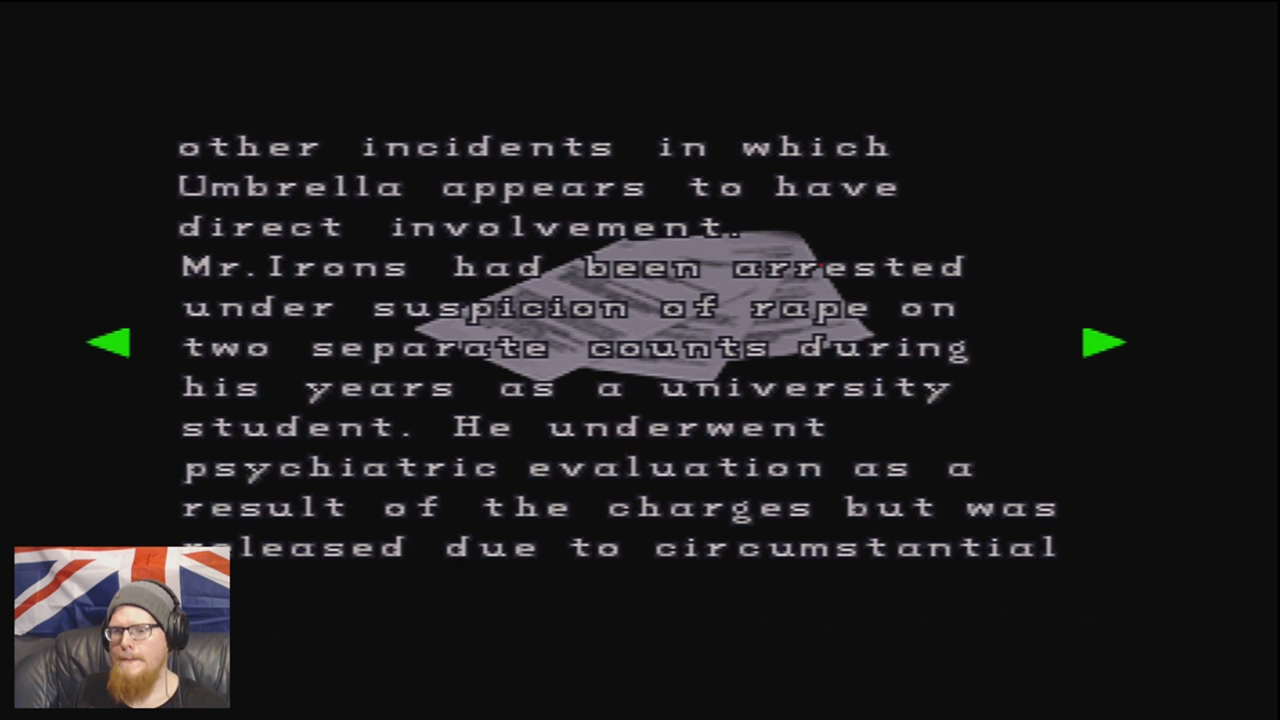 other incidents in which
Umbrella appears to have
direct involvement..
Mr.Irons had been arrested
under suspicion of rape on
two separate counts during
his years as a university
student. He underwent
psychiatric evaluation as a
result of the charges but was
released due to circumstantial